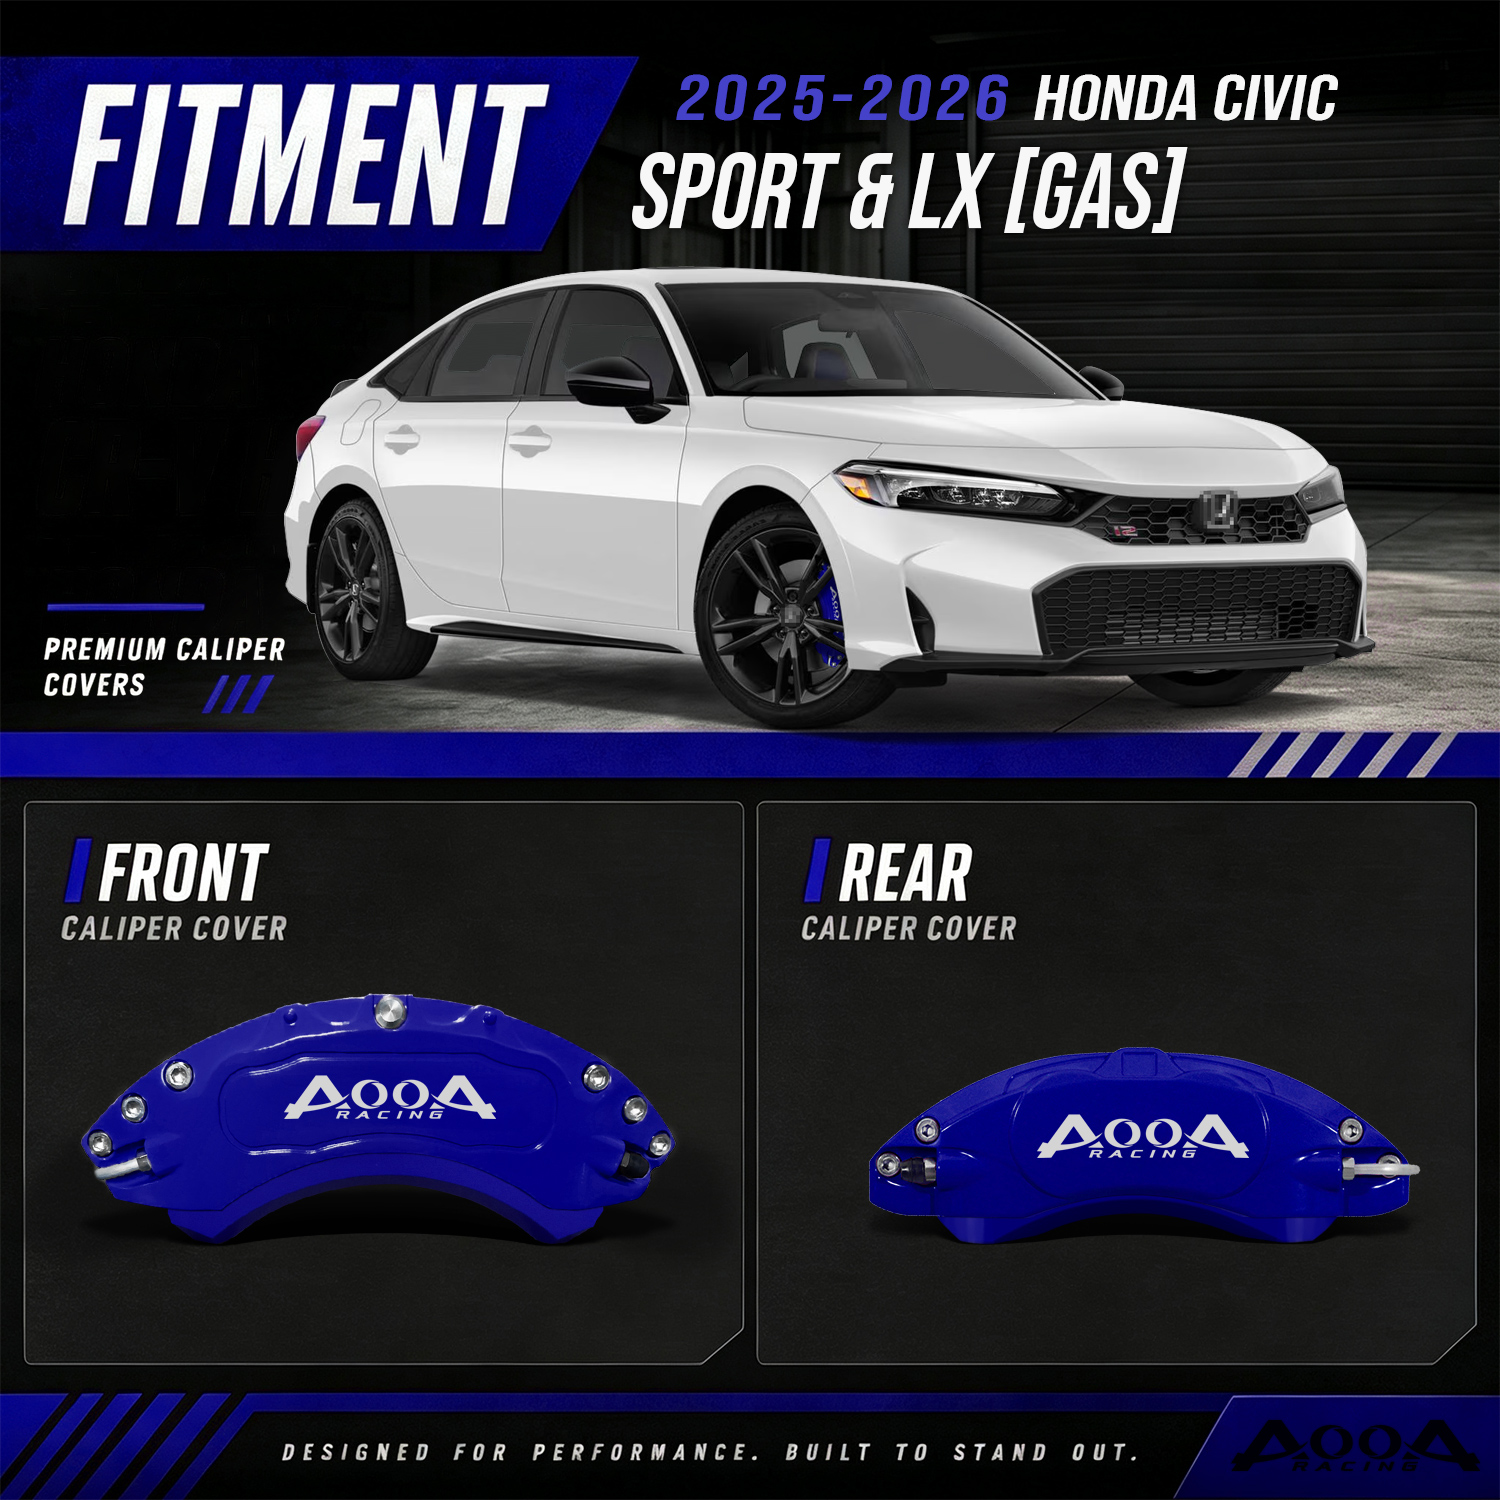 FITMENT
2025-2026 HONDA CIVIC
SPORT & LX [GAS]
PREMIUM CALIPER
COVERS
FRONT
CALIPER COVER
REAR
CALIPER COVER
AOOA
RACING
AOOA
RACING
DESIGNED FOR PERFORMANCE. BUILT TO STAND OUT.
AOOA
RACING